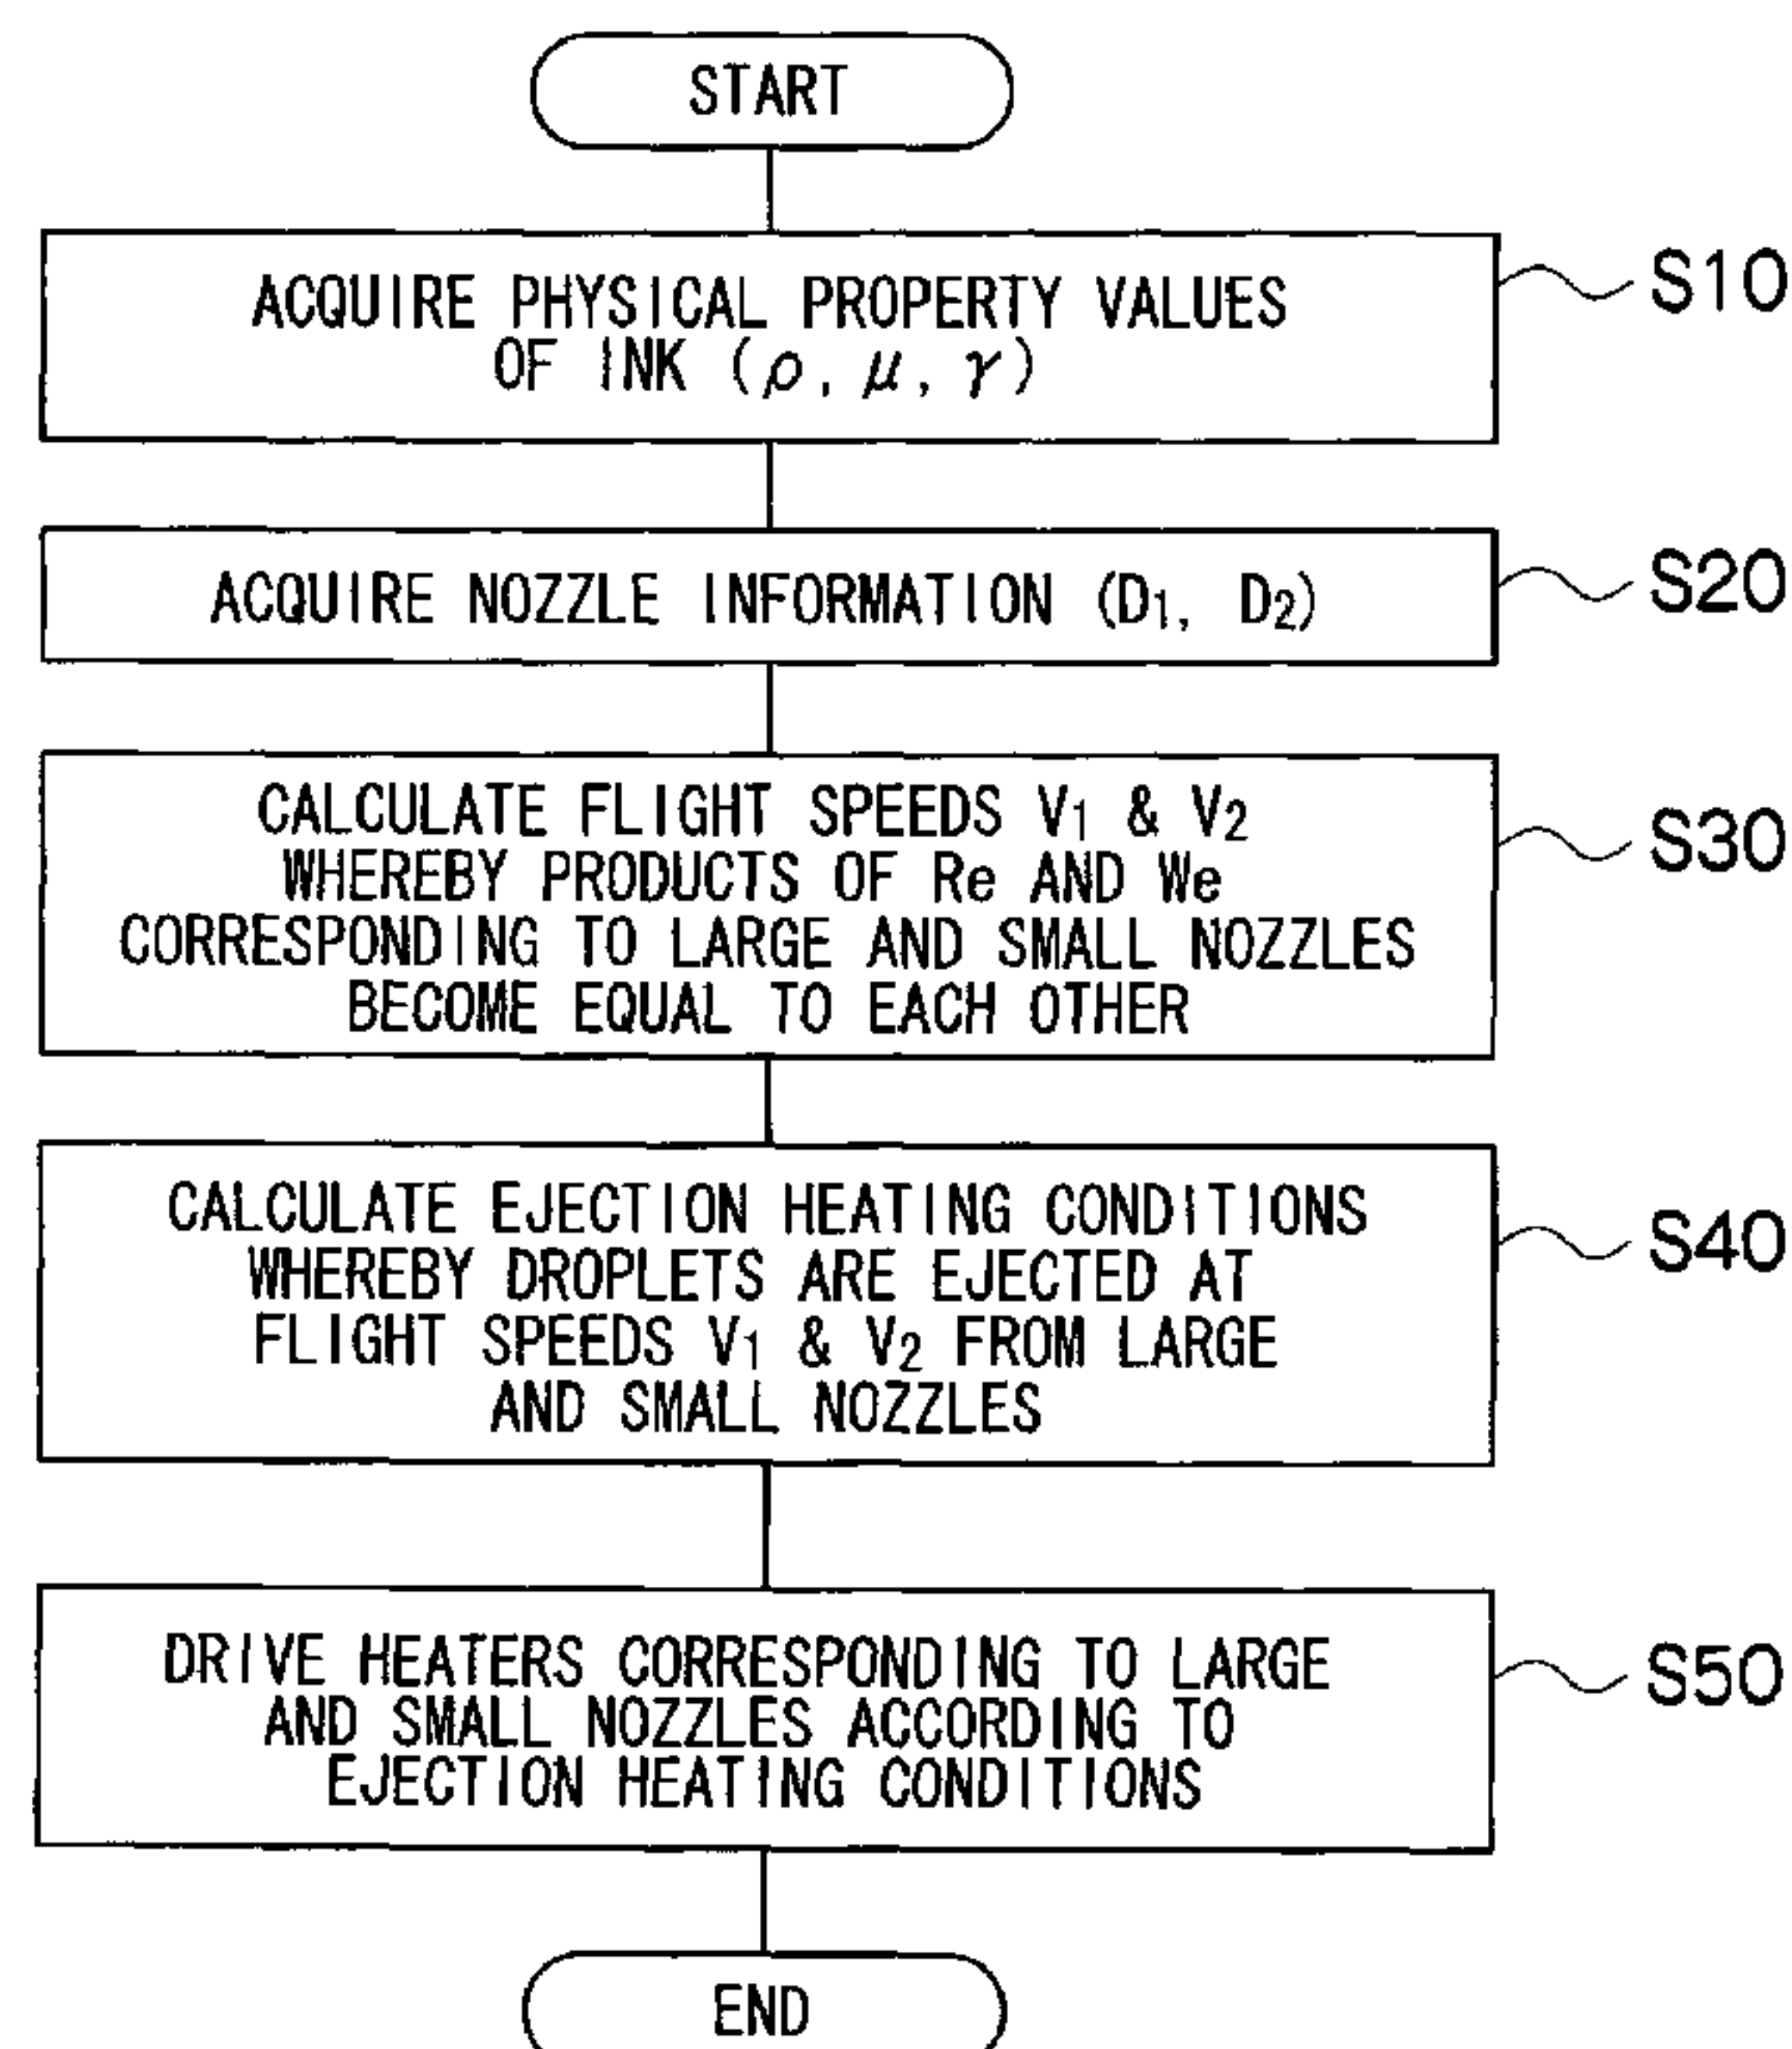 START
ACQUIRE PHYSICAL PROPERTY VALUES
OF INK (ρ, μ, γ)
S10
ACQUIRE NOZZLE INFORMATION (D₁, D₂)
S20
CALCULATE FLIGHT SPEEDS V₁ & V₂
WHEREBY PRODUCTS OF Re AND We
CORRESPONDING TO LARGE AND SMALL NOZZLES
BECOME EQUAL TO EACH OTHER
S30
CALCULATE EJECTION HEATING CONDITIONS
WHEREBY DROPLETS ARE EJECTED AT
FLIGHT SPEEDS V₁ & V₂ FROM LARGE
AND SMALL NOZZLES
S40
DRIVE HEATERS CORRESPONDING TO LARGE
AND SMALL NOZZLES ACCORDING TO
EJECTION HEATING CONDITIONS
S50
END